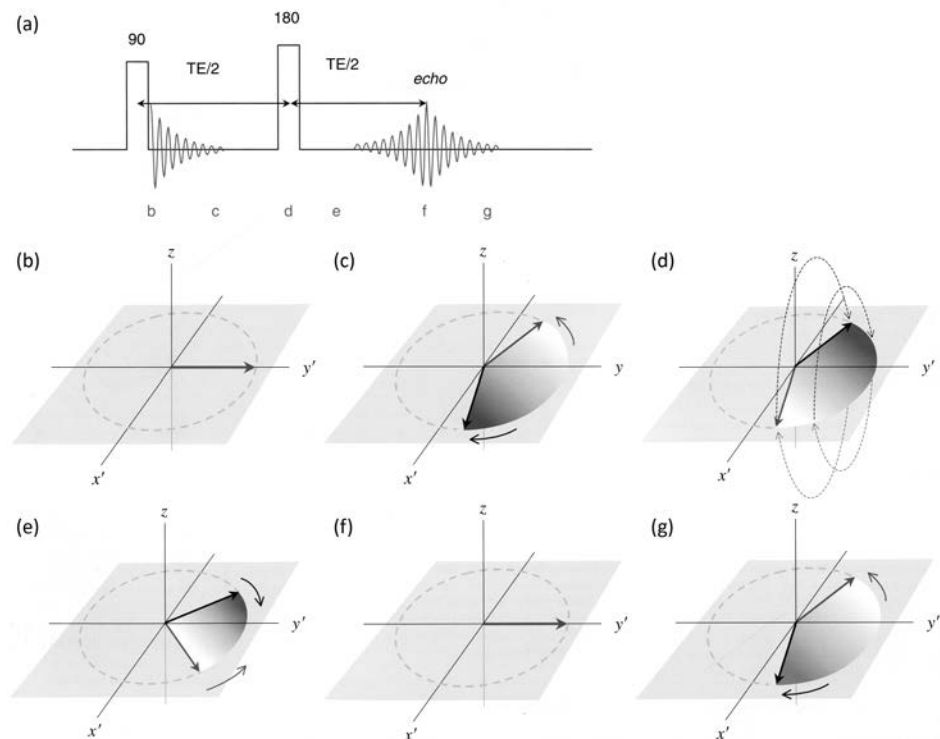 (a)
180
90
TE/2
TE/2
echo
b c d e f g
(b)
z
y'
x'
(c)
z
y
x'
(d)
z
y'
x'
(e)
z
y'
x'
(f)
z
y'
x'
(g)
z
y'
x'